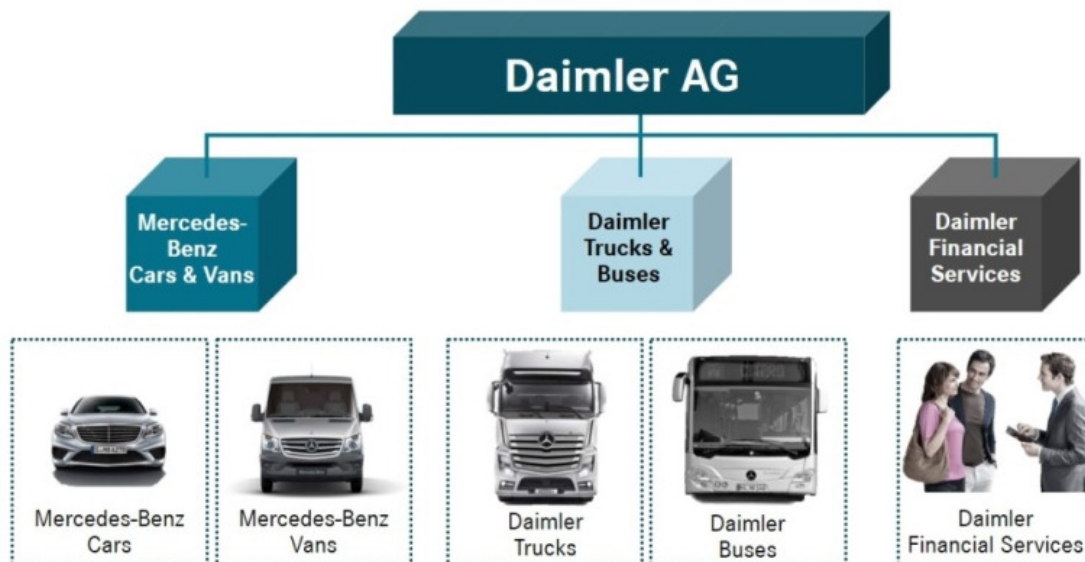 Daimler AG
Mercedes-
Benz
Cars & Vans
Daimler
Trucks &
Buses
Daimler
Financial
Services
Mercedes-Benz
Cars
Mercedes-Benz
Vans
Daimler
Trucks
Daimler
Buses
Daimler
Financial Services